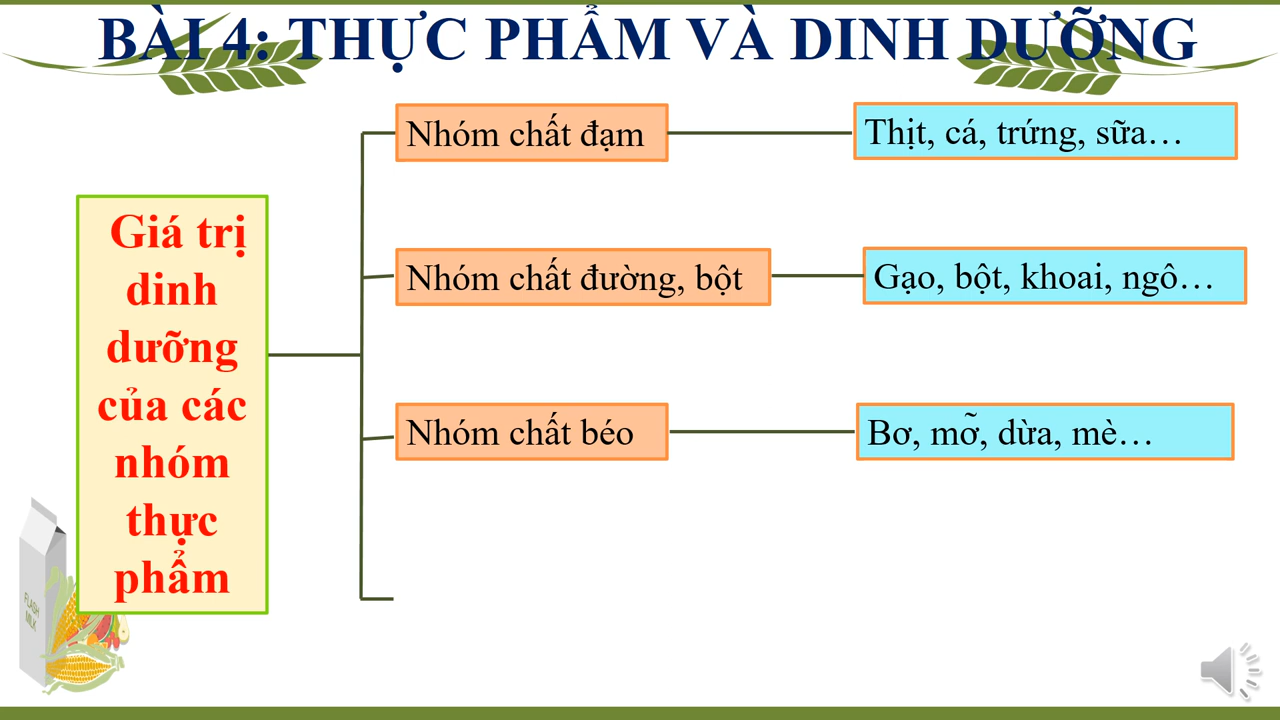 BÀI 4: THỰC PHẨM VÀ DINH DƯỠNG
Giá trị
dinh
dưỡng
của các
nhóm
thực
phẩm
Nhóm chất đạm
Thịt, cá, trứng, sữa…
Nhóm chất đường, bột
Gạo, bột, khoai, ngô…
Nhóm chất béo
Bơ, mỡ, dừa, mè…
FLASH
MLK